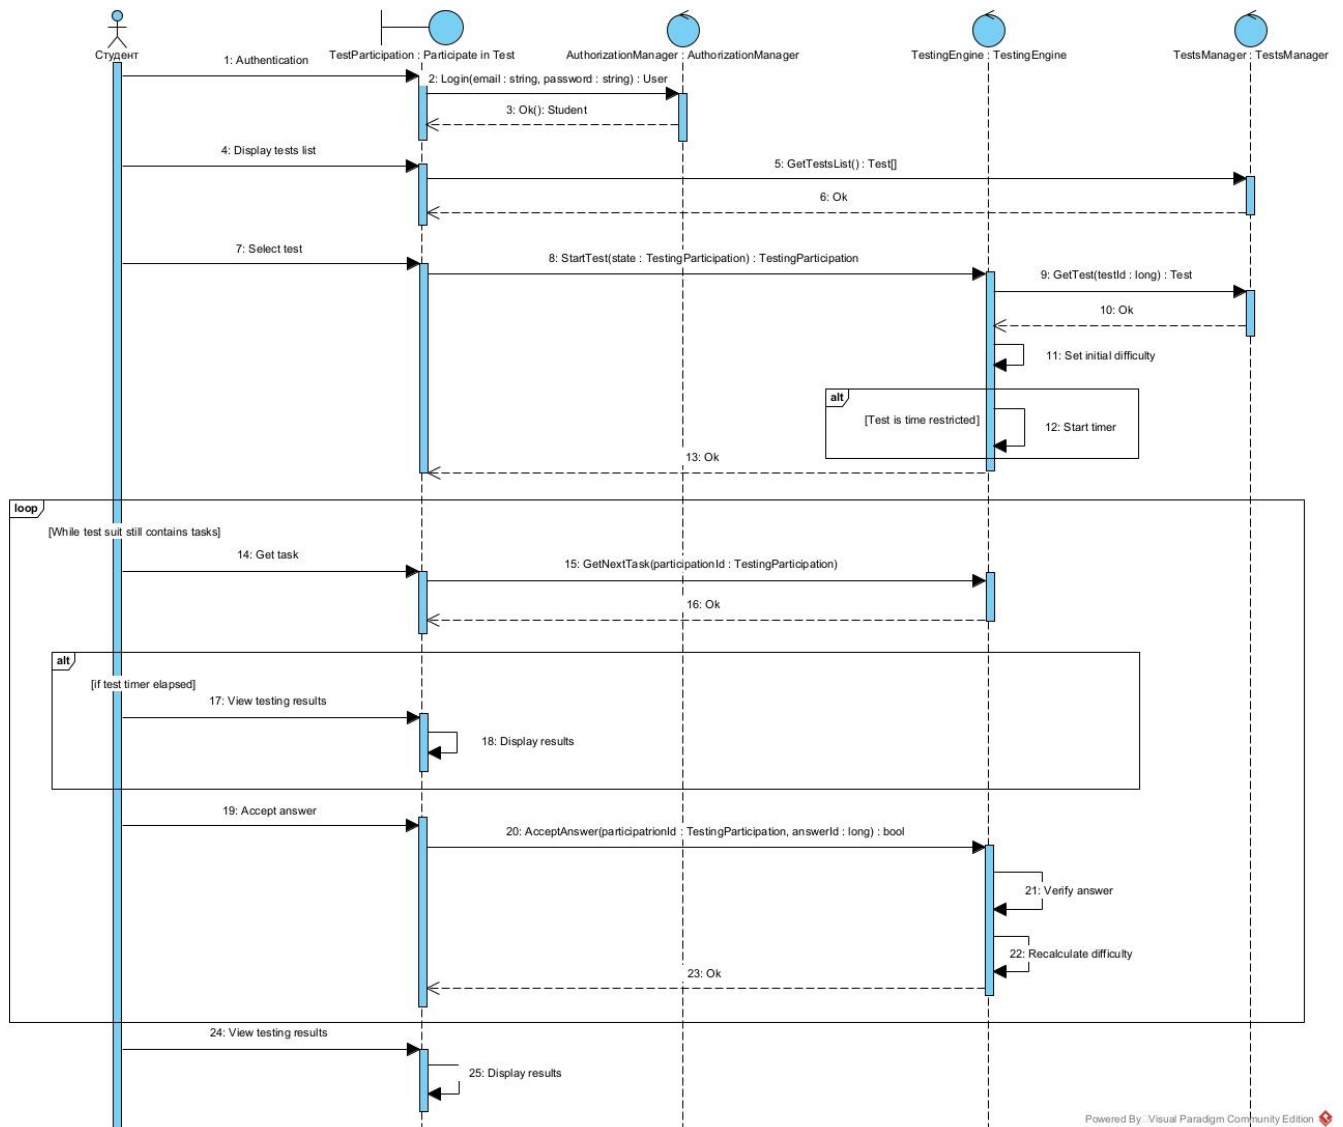 Студент
TestParticipation : Participate in Test
AuthorizationManager : AuthorizationManager
TestingEngine : TestingEngine
TestsManager : TestsManager
1: Authentication
2: Login(email : string, password : string) : User
3: Ok(): Student
4: Display tests list
5: GetTestsList() : Test[]
6: Ok
7: Select test
8: StartTest(state : TestingParticipation) : TestingParticipation
9: GetTest(testId : long) : Test
10: Ok
11: Set initial difficulty
alt
[Test is time restricted]
12: Start timer
13: Ok
loop
[While test suit still contains tasks]
14: Get task
15: GetNextTask(participationId : TestingParticipation)
16: Ok
alt
[if test timer elapsed]
17: View testing results
18: Display results
19: Accept answer
20: AcceptAnswer(participatrionId : TestingParticipation, answerId : long) : bool
21: Verify answer
22: Recalculate difficulty
23: Ok
24: View testing results
25: Display results
Powered By Visual Paradigm Community Edition